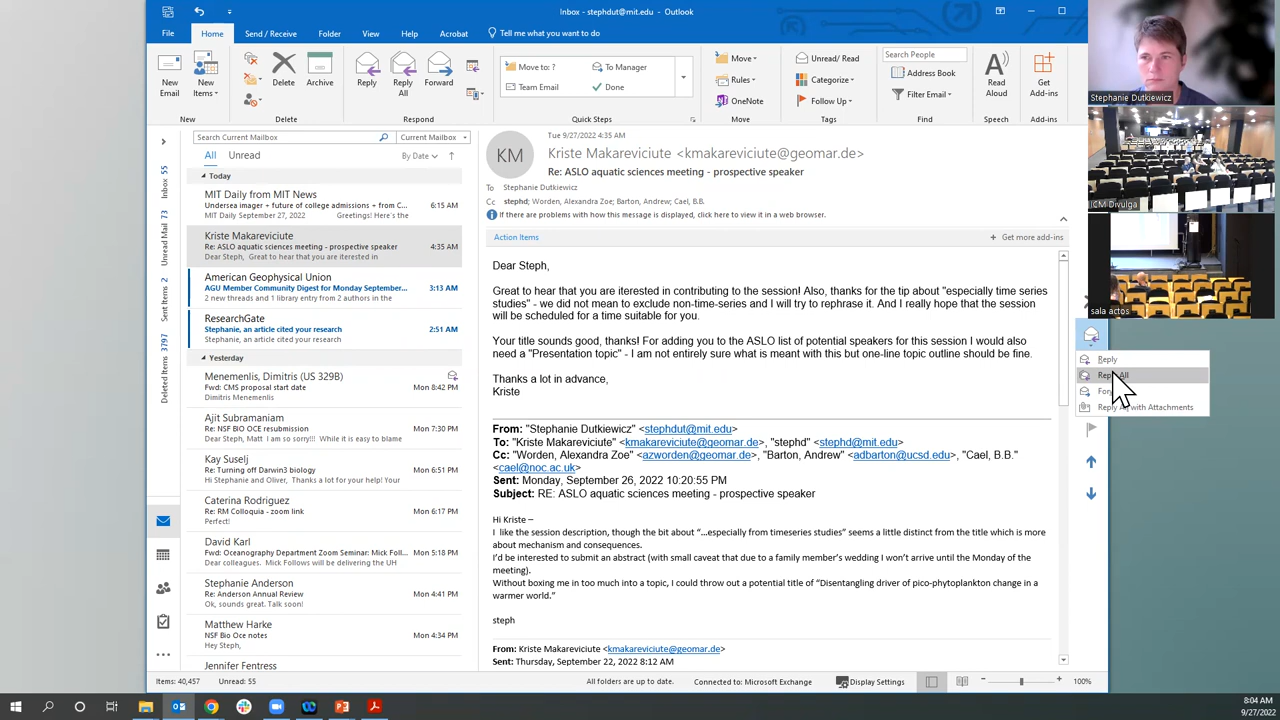 Inbox - stephdut@mit.edu - Outlook
File
Home
Send / Receive
Folder
View
Help
Acrobat
Tell me what you want to do
New Email
New Items
Delete
Archive
Reply
Reply All
Forward
Move to: ?
To Manager
Team Email
Done
Move
Rules
OneNote
Unread/ Read
Categorize
Follow Up
Search People
Address Book
Filter Email
Read Aloud
Get Add-ins
New
Delete
Respond
Quick Steps
Move
Tags
Find
Speech
Add-ins
Search Current Mailbox
Current Mailbox
All
Unread
By Date
Inbox 55
Unread Mail 73
Sent Items 2
Deleted Items 3797
Today
MIT Daily from MIT News
Undersea imager + future of college admissions + from C...
6:15 AM
MIT Daily September 27, 2022 Greetings! Here's the
Kriste Makareviciute
Re: ASLO aquatic sciences meeting - prospective speaker
4:35 AM
Dear Steph, Great to hear that you are iterested in
American Geophysical Union
AGU Member Community Digest for Monday September...
3:13 AM
2 new threads and 1 library entry from 2 authors in the
ResearchGate
Stephanie, an article cited your research
2:51 AM
Stephanie, an article cited your research
Yesterday
Menemenlis, Dimitris (US 329B)
Fwd: CMS proposal start date
Mon 8:42 PM
Dimitris Menemenlis
Ajit Subramaniam
NSF BIO OCE resubmission
Mon 7:30 PM
Dear Steph, Matt I am so sorry!!! While it is easy to blame
Kay Suselj
Re: Turning off Darwin3 biology
Mon 6:51 PM
Hi Stephanie and Oliver, Thanks a lot for your help! Your
Caterina Rodriguez
Re: RM Colloquia - zoom link
Mon 6:17 PM
Perfect!
David Karl
Fwd: Oceanography Department Zoom Seminar: Mick Foll...
Mon 5:18 PM
Dear colleagues. Mick Follows will be delivering the UH
Stephanie Anderson
Re: Anderson Annual Review
Mon 4:41 PM
Ok, sounds great. Talk soon!
Matthew Harke
NSF Bio Oce notes
Mon 4:34 PM
Hey Steph,
Jennifer Fentress
KM
Tue 9/27/2022 4:35 AM
Kriste Makareviciute <kmakareviciute@geomar.de>
Re: ASLO aquatic sciences meeting - prospective speaker
To Stephanie Dutkiewicz
Cc stephd; Worden, Alexandra Zoe; Barton, Andrew; Cael, B.B.
If there are problems with how this message is displayed, click here to view it in a web browser.
Action Items
+ Get more add-ins
Dear Steph,
Great to hear that you are iterested in contributing to the session! Also, thanks for the tip about "especially time series
studies" - we did not mean to exclude non-time-series and I will try to rephrase it. And I really hope that the session
will be scheduled for a time suitable for you.
Your title sounds good, thanks! For adding you to the ASLO list of potential speakers for this session I would also
need a "Presentation topic" - I am not entirely sure what is meant with this but one-line topic outline should be fine.
Thanks a lot in advance,
Kriste
From: "Stephanie Dutkiewicz" <stephdut@mit.edu>
To: "Kriste Makareviciute" <kmakareviciute@geomar.de>, "stephd" <stephd@mit.edu>
Cc: "Worden, Alexandra Zoe" <azworden@geomar.de>, "Barton, Andrew" <adbarton@ucsd.edu>, "Cael, B.B."
<cael@noc.ac.uk>
Sent: Monday, September 26, 2022 10:20:55 PM
Subject: RE: ASLO aquatic sciences meeting - prospective speaker
Hi Kriste –
I like the session description, though the bit about “...especially from timeseries studies” seems a little distinct from the title which is more
about mechanism and consequences.
I’d be interested to submit an abstract (with small caveat that due to a family member’s wedding I won’t arrive until the Monday of the
meeting).
Without boxing me in too much into a topic, I could throw out a potential title of “Disentangling driver of pico-phytoplankton change in a
warmer world.”
steph
From: Kriste Makareviciute <kmakareviciute@geomar.de>
Sent: Thursday, September 22, 2022 8:12 AM
Stephanie Dutkiewicz
ICM Divulga
sala actos
Reply
Reply All
Reply All with Attachments
Items: 40,457
Unread: 55
All folders are up to date.
Connected to: Microsoft Exchange
Display Settings
100%
8:04 AM
9/27/2022